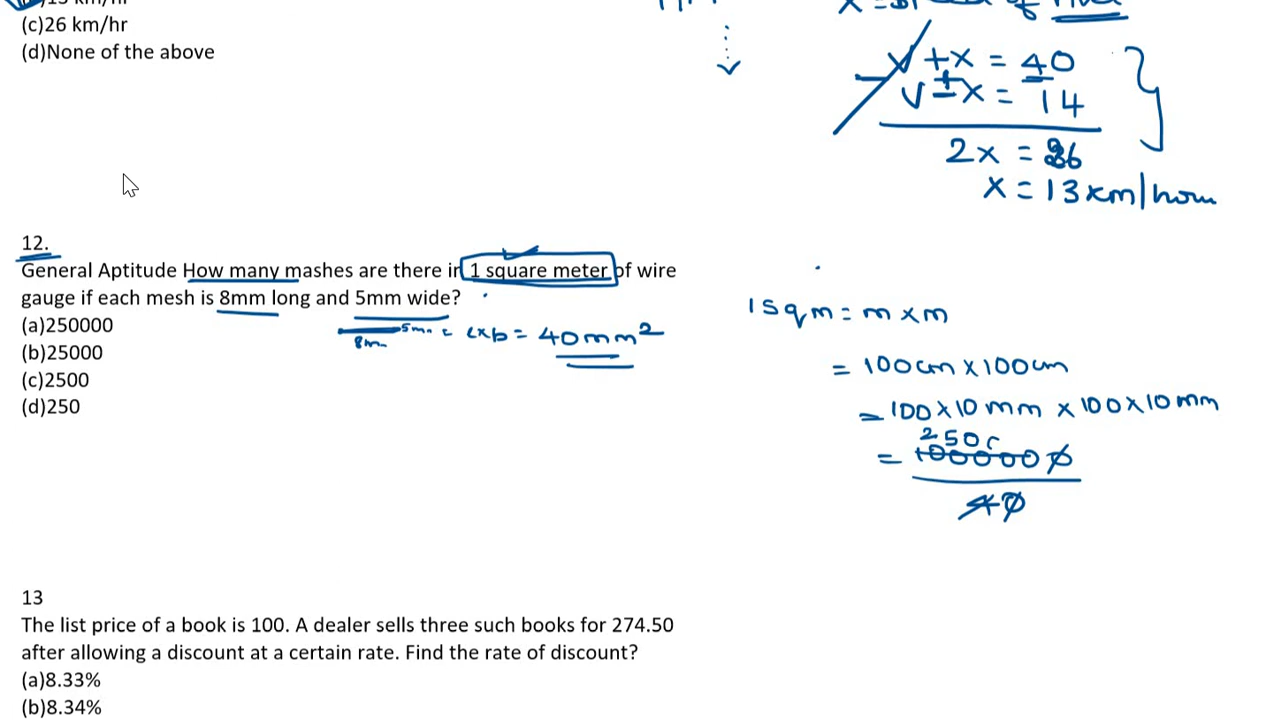 (c)26 km/hr
(d)None of the above
+x = 40
v ± x = 14
2x = 26
x = 13 km/hour
12.
General Aptitude How many mashes are there in 1 square meter of wire
gauge if each mesh is 8mm long and 5mm wide?
(a)250000
(b)25000
(c)2500
(d)250
8m 5m = l×b = 40mm²
1 sqm = m × m
= 100cm × 100cm
= 100×10 mm × 100×10mm
250
= 1000000
40
13
The list price of a book is 100. A dealer sells three such books for 274.50
after allowing a discount at a certain rate. Find the rate of discount?
(a)8.33%
(b)8.34%